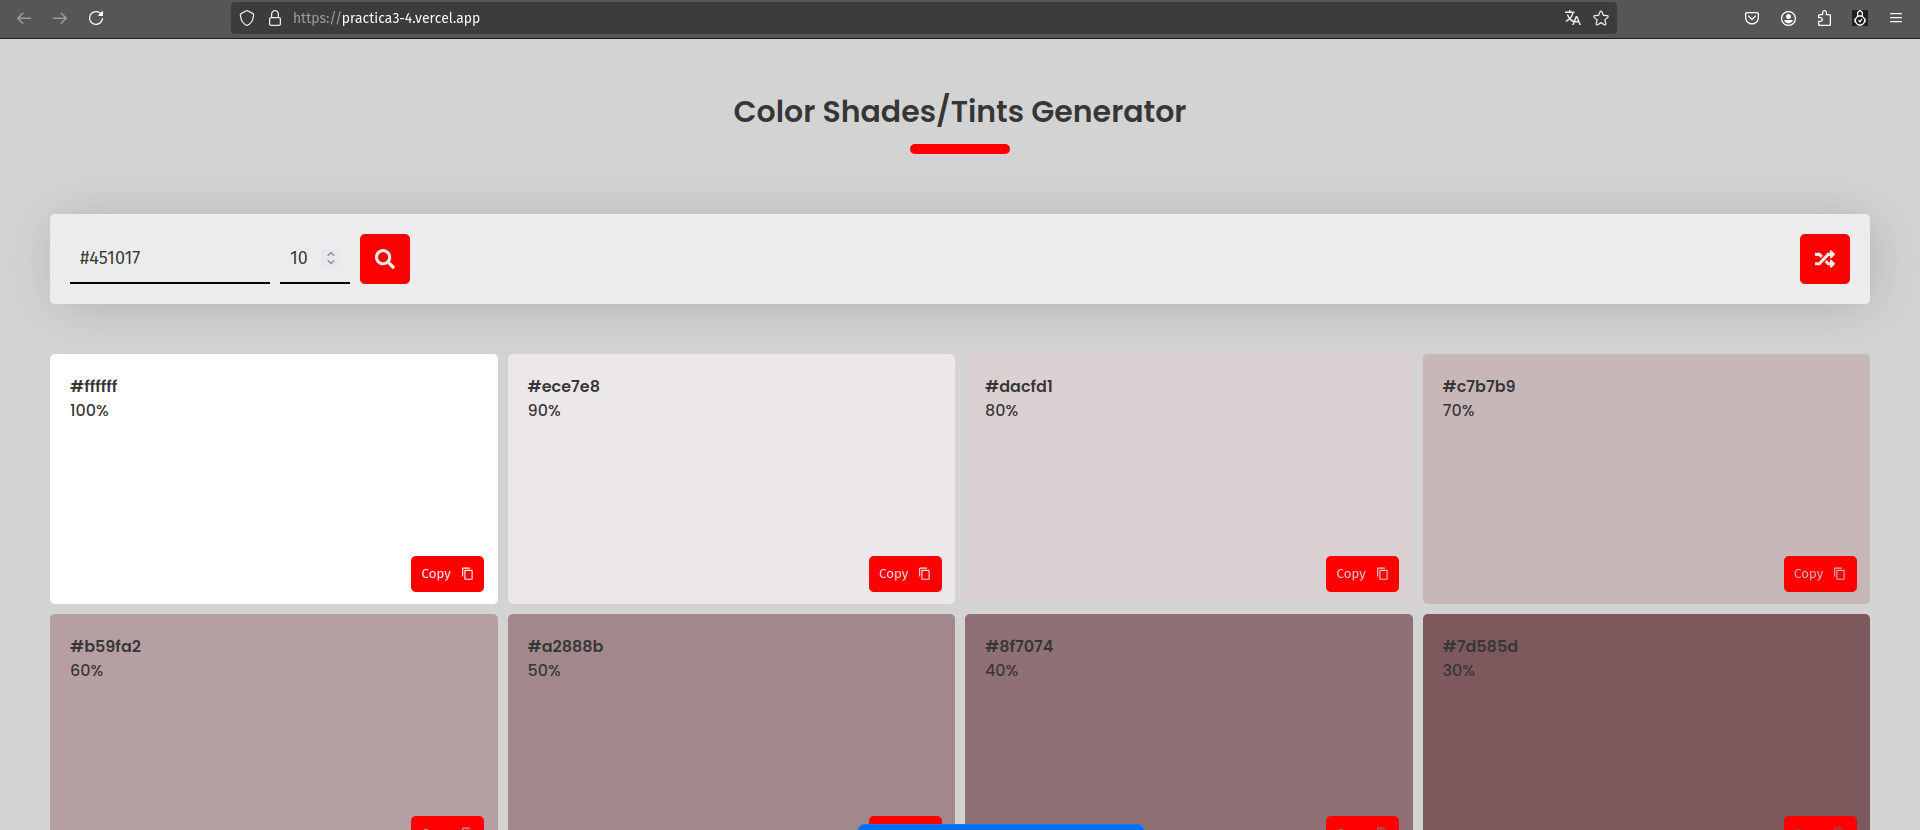 https://practica3-4.vercel.app
Color Shades/Tints Generator
#451017
10
#ffffff
100%
Copy
#ece7e8
90%
Copy
#dacfd1
80%
Copy
#c7b7b9
70%
Copy
#b59fa2
60%
#a2888b
50%
#8f7074
40%
#7d585d
30%